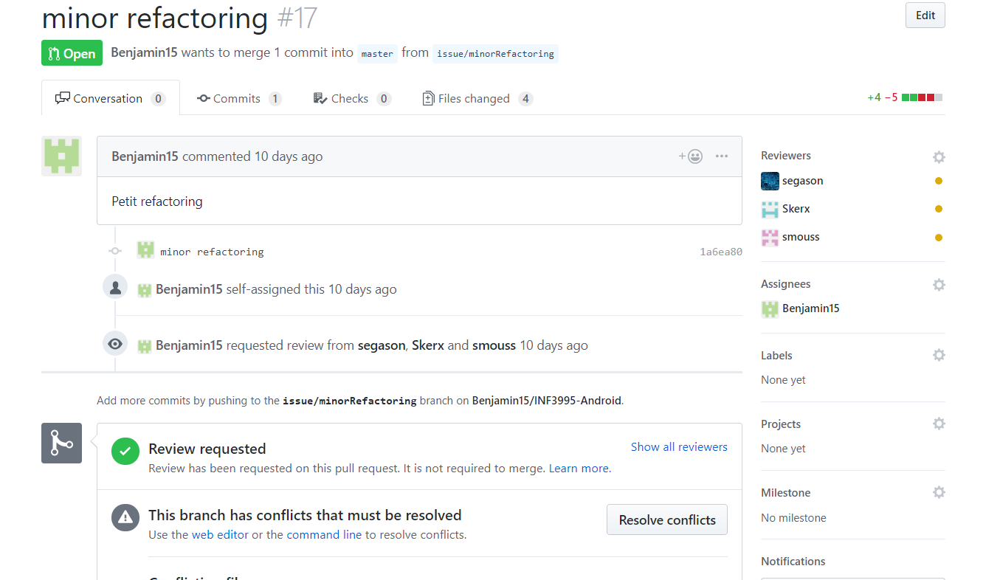 minor refactoring #17
Edit
Open
Benjamin15 wants to merge 1 commit into master from issue/minorRefactoring
Conversation 0
Commits 1
Checks 0
Files changed 4
+4 −5
Benjamin15 commented 10 days ago
Petit refactoring
minor refactoring
1a6ea80
Benjamin15 self-assigned this 10 days ago
Benjamin15 requested review from segason, Skerx and smouss 10 days ago
Add more commits by pushing to the issue/minorRefactoring branch on Benjamin15/INF3995-Android.
Review requested
Show all reviewers
Review has been requested on this pull request. It is not required to merge. Learn more.
This branch has conflicts that must be resolved
Use the web editor or the command line to resolve conflicts.
Resolve conflicts
Reviewers
segason
Skerx
smouss
Assignees
Benjamin15
Labels
None yet
Projects
None yet
Milestone
No milestone
Notifications